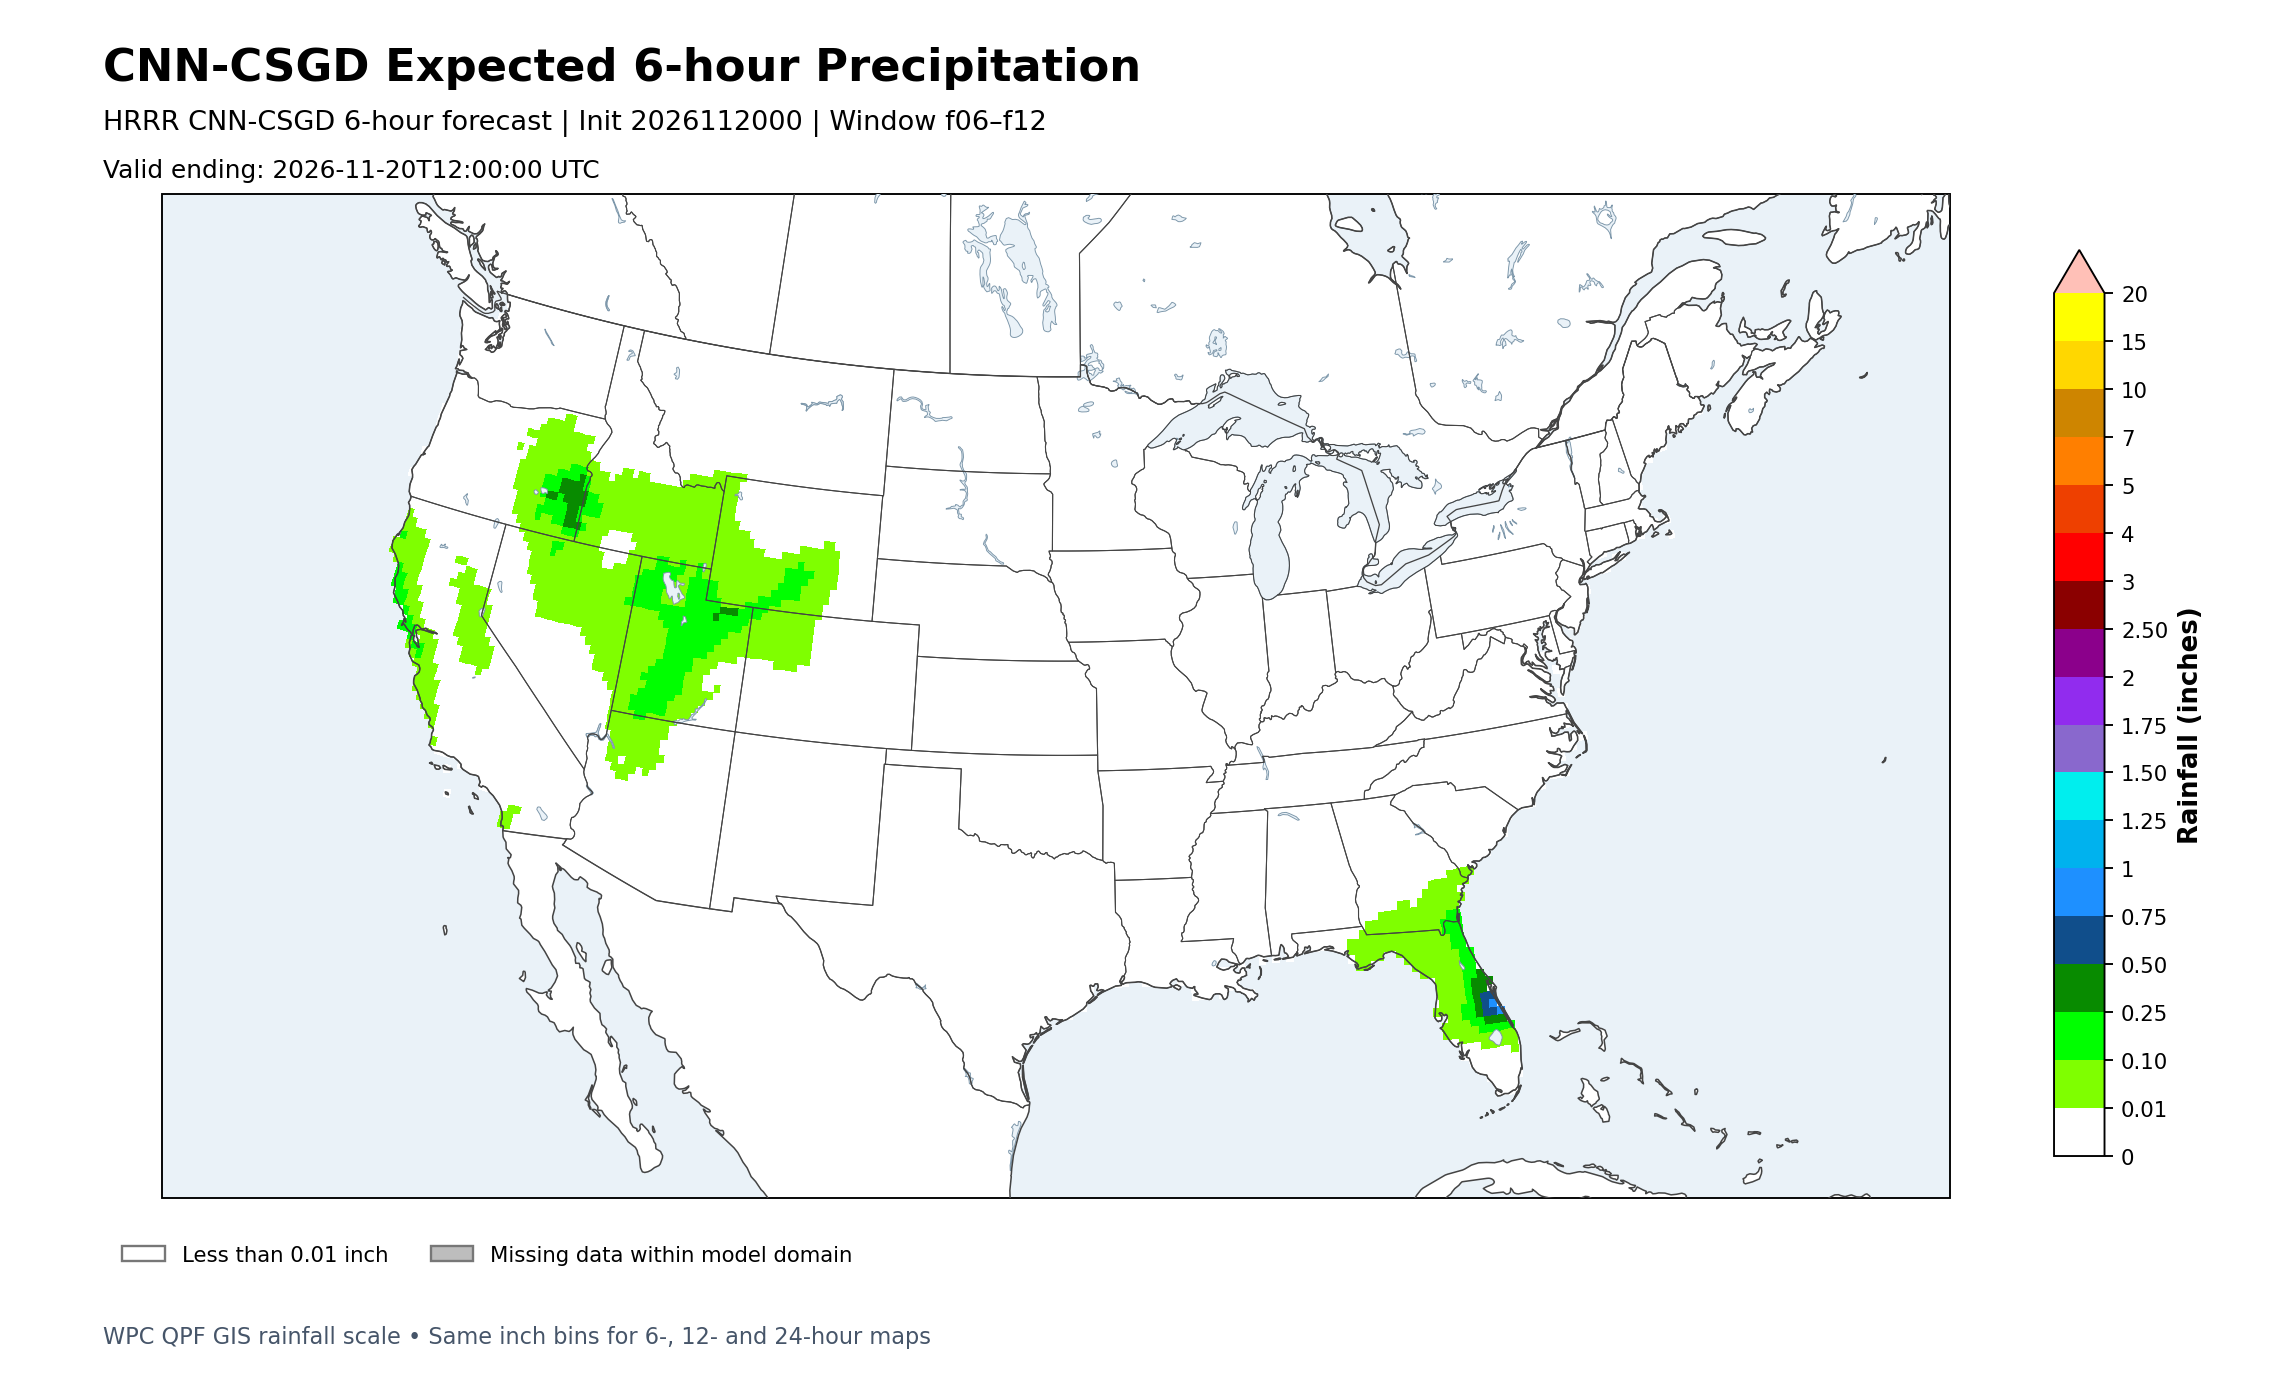 CNN-CSGD Expected 6-hour Precipitation
HRRR CNN-CSGD 6-hour forecast | Init 2026112000 | Window f06–f12
Valid ending: 2026-11-20T12:00:00 UTC
20
15
10
7
5
4
3
2.50
2
1.75
1.50
1.25
1
0.75
0.50
0.25
0.10
0.01
0
Rainfall (inches)
Less than 0.01 inch
Missing data within model domain
WPC QPF GIS rainfall scale • Same inch bins for 6-, 12- and 24-hour maps